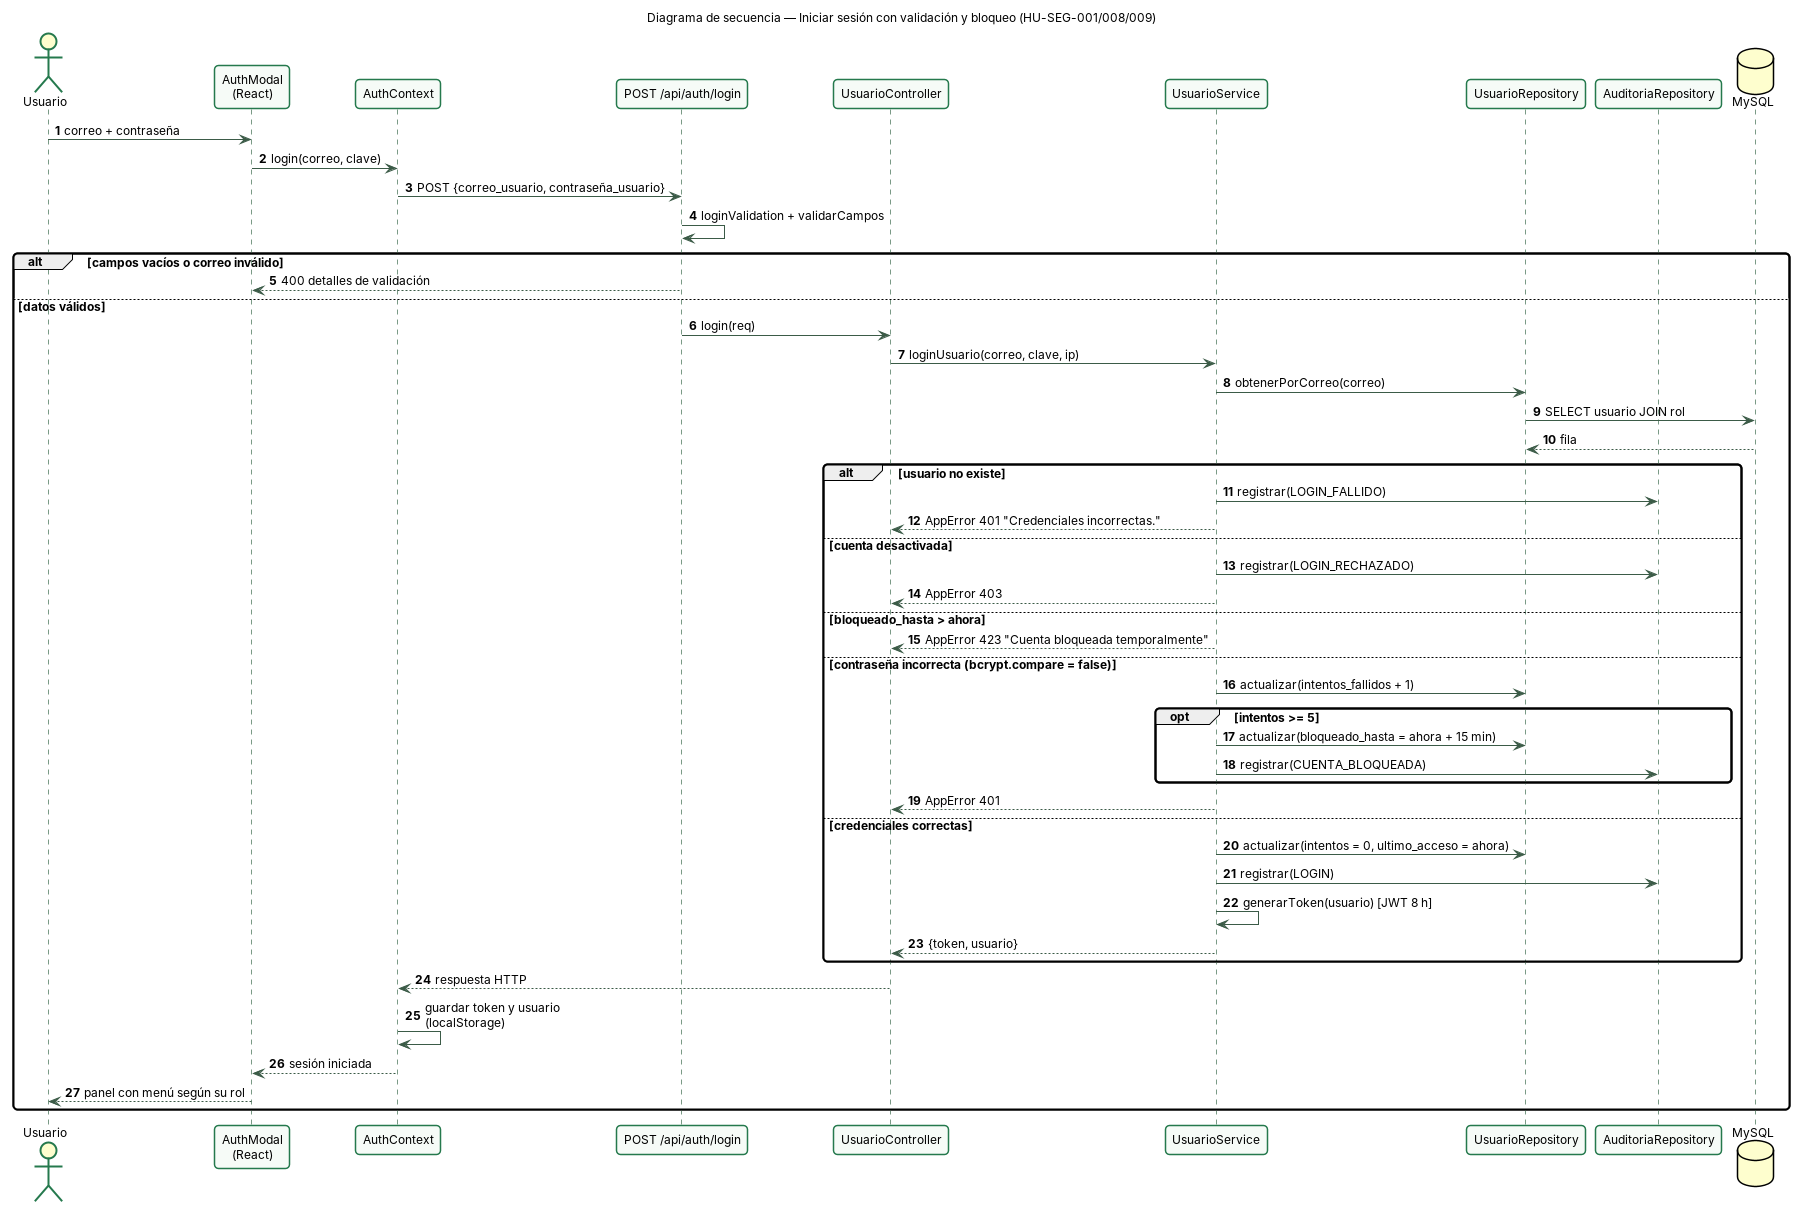 Diagrama de secuencia — Iniciar sesión con validación y bloqueo (HU-SEG-001/008/009)
Usuario
AuthModal
(React)
AuthContext
POST /api/auth/login
UsuarioController
UsuarioService
UsuarioRepository
AuditoriaRepository
MySQL
1 correo + contraseña
2 login(correo, clave)
3 POST {correo_usuario, contraseña_usuario}
4 loginValidation + validarCampos
alt [campos vacíos o correo inválido]
5 400 detalles de validación
[datos válidos]
6 login(req)
7 loginUsuario(correo, clave, ip)
8 obtenerPorCorreo(correo)
9 SELECT usuario JOIN rol
10 fila
alt [usuario no existe]
11 registrar(LOGIN_FALLIDO)
12 AppError 401 "Credenciales incorrectas."
[cuenta desactivada]
13 registrar(LOGIN_RECHAZADO)
14 AppError 403
[bloqueado_hasta > ahora]
15 AppError 423 "Cuenta bloqueada temporalmente"
[contraseña incorrecta (bcrypt.compare = false)]
16 actualizar(intentos_fallidos + 1)
opt [intentos >= 5]
17 actualizar(bloqueado_hasta = ahora + 15 min)
18 registrar(CUENTA_BLOQUEADA)
19 AppError 401
[credenciales correctas]
20 actualizar(intentos = 0, ultimo_acceso = ahora)
21 registrar(LOGIN)
22 generarToken(usuario) [JWT 8 h]
23 {token, usuario}
24 respuesta HTTP
25 guardar token y usuario
(localStorage)
26 sesión iniciada
27 panel con menú según su rol
Usuario
AuthModal
(React)
AuthContext
POST /api/auth/login
UsuarioController
UsuarioService
UsuarioRepository
AuditoriaRepository
MySQL